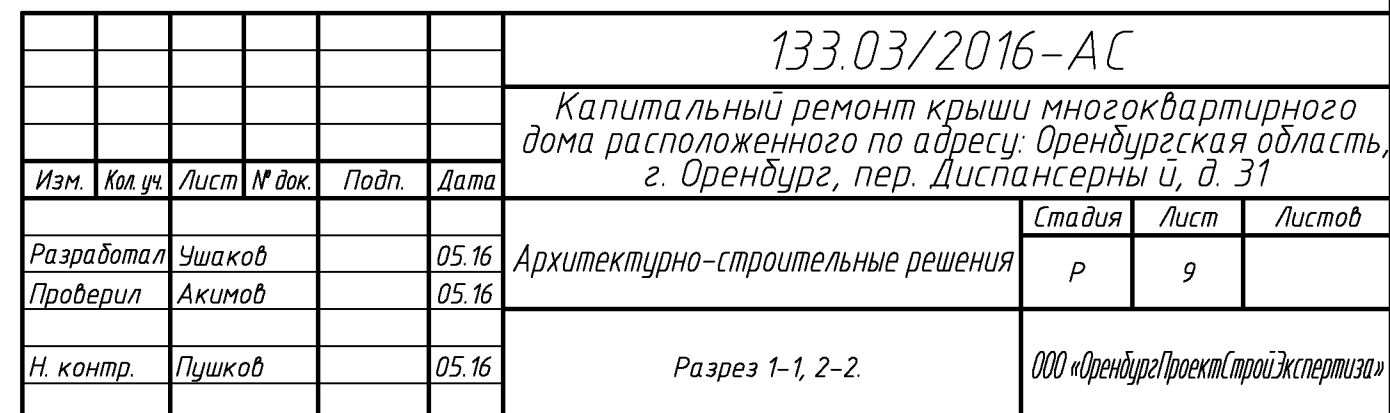 133.03/2016-АС
Капитальный ремонт крыши многоквартирного
дома расположенного по адресу: Оренбургская область,
г. Оренбург, пер. Диспансерны й, д. 31
Изм. Кол. уч. Лист № док. Подп. Дата
Стадия Лист Листов
Разработал Ушаков 05.16
Архитектурно-строительные решения
Р 9
Проверил Акимов 05.16
Н. контр. Пушков 05.16
Разрез 1-1, 2-2.
ООО «ОренбургПроектСтройЭкспертиза»